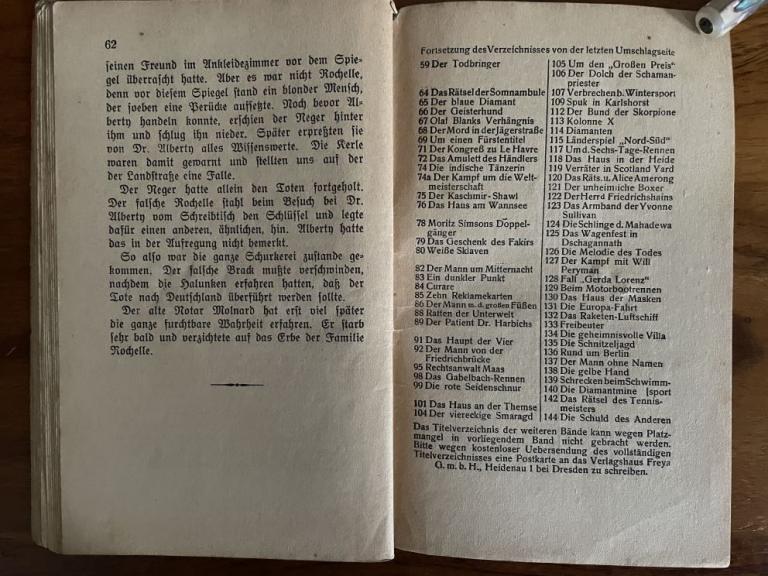 62
seinen Freund im Ankleidezimmer vor dem Spie-
gel überrascht hatte. Aber es war nicht Rochelle,
denn vor diesem Spiegel stand ein blonder Mensch,
der soeben eine Perücke aufsetzte. Noch bevor Al-
berty handeln konnte, erschien der Neger hinter
ihm und schlug ihn nieder. Später erpreßten sie
von Dr. Alberty alles Wissenswerte. Die Kerle
waren damit gewarnt und stellten uns auf der
der Landstraße eine Falle.
Der Neger hatte allein den Toten fortgeholt.
Der falsche Rochelle stahl beim Besuch bei Dr.
Alberty vom Schreibtisch den Schlüssel und legte
dafür einen anderen, ähnlichen, hin. Alberty hatte
das in der Aufregung nicht bemerkt.
So also war die ganze Schurkerei zustande ge-
kommen. Der falsche Brack mußte verschwinden,
nachdem die Halunken erfahren hatten, daß der
Tote nach Deutschland überführt werden sollte.
Der alte Notar Molnard hat erst viel später
die ganze furchtbare Wahrheit erfahren. Er starb
sehr bald und verzichtete auf das Erbe der Familie
Rochelle.
Fortsetzung des Verzeichnisses von der letzten Umschlagseite
59 Der Todbringer
64 Das Rätsel der Somnambule
65 Der blaue Diamant
66 Der Geisterhund
67 Olaf Blanks Verhängnis
68 Der Mord in der Jägerstraße
69 Um einen Fürstentitel
71 Der Kongreß zu Le Havre
72 Das Amulett des Händlers
74 Die indische Tänzerin
74a Der Kampf um die Welt-
meisterschaft
75 Der Kaschmir-Shawl
76 Das Haus am Wannsee
78 Moritz Simsons Doppel-
gänger
79 Das Geschenk des Fakirs
80 Weiße Sklaven
82 Der Mann um Mitternacht
83 Ein dunkler Punkt
84 Curare
85 Zehn Reklamekarten
86 Der Mann m. d. großen Füßen
88 Ratten der Unterwelt
89 Der Patient Dr. Harbichs
91 Das Haupt der Vier
92 Der Mann von der
Friedrichbrücke
95 Rechtsanwalt Maas
98 Das Gabelbach-Rennen
99 Die rote Seidenschnur
101 Das Haus an der Themse
104 Der viereckige Smaragd
105 Um den „Großen Preis"
106 Der Dolch der Schaman-
priester
107 Verbrechen b. Wintersport
109 Spuk in Karlshorst
112 Der Bund der Skorpione
113 Kolonne X
114 Diamanten
115 Länderspiel „Nord-Süd"
117 Um d. Sechs-Tage-Rennen
118 Das Haus in der Heide
119 Verräter in Scotland Yard
120 Das Räts. u. Alice Amerong
121 Der unheimliche Boxer
122 Der Herr d Friedrichshains
123 Das Armband der Yvonne
Sullivan
124 Die Schlinge d. Mahadewa
125 Das Wagenfest in
Dschagannath
126 Die Melodie des Todes
127 Der Kampf mit Will
Peryman
128 Fall „Gerda Lorenz"
129 Beim Motorbootrennen
130 Das Haus der Masken
131 Die Europa-Fahrt
132 Das Raketen-Luftschiff
133 Freibeuter
134 Die geheimnisvolle Villa
135 Die Schnitzeljagd
136 Rund um Berlin
137 Der Mann ohne Namen
138 Die gelbe Hand
139 Schrecken beim Schwimm-
140 Die Diamantmine [sport
142 Das Rätsel des Tennis-
meisters
144 Die Schuld des Anderen
Das Titelverzeichnis der weiteren Bände kann wegen Platz-
mangel in vorliegendem Band nicht gebracht werden.
Bitte wegen kostenloser Uebersendung des vollständigen
Titelverzeichnisses eine Postkarte an das Verlagshaus Freya
G. m. b. H., Heidenau 1 bei Dresden zu schreiben.